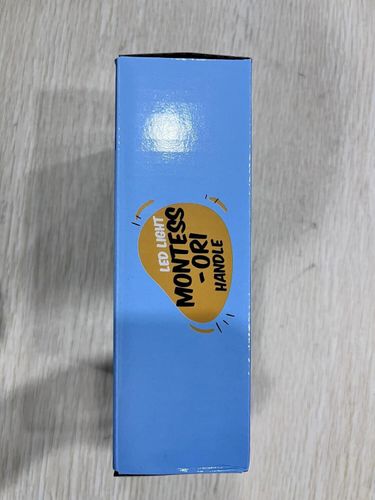 LED LIGHT
MONTESS
-ORI
HANDLE